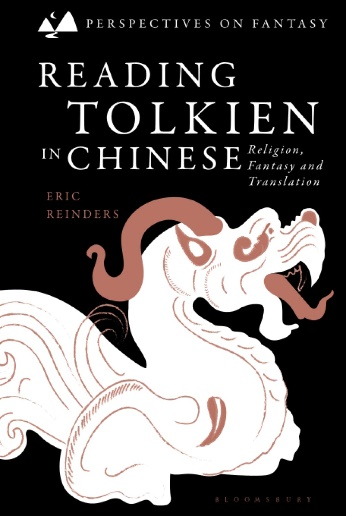 PERSPECTIVES ON FANTASY
READING
TOLKIEN
IN CHINESE
Religion,
Fantasy and
Translation
ERIC
REINDERS
BLOOMSBURY